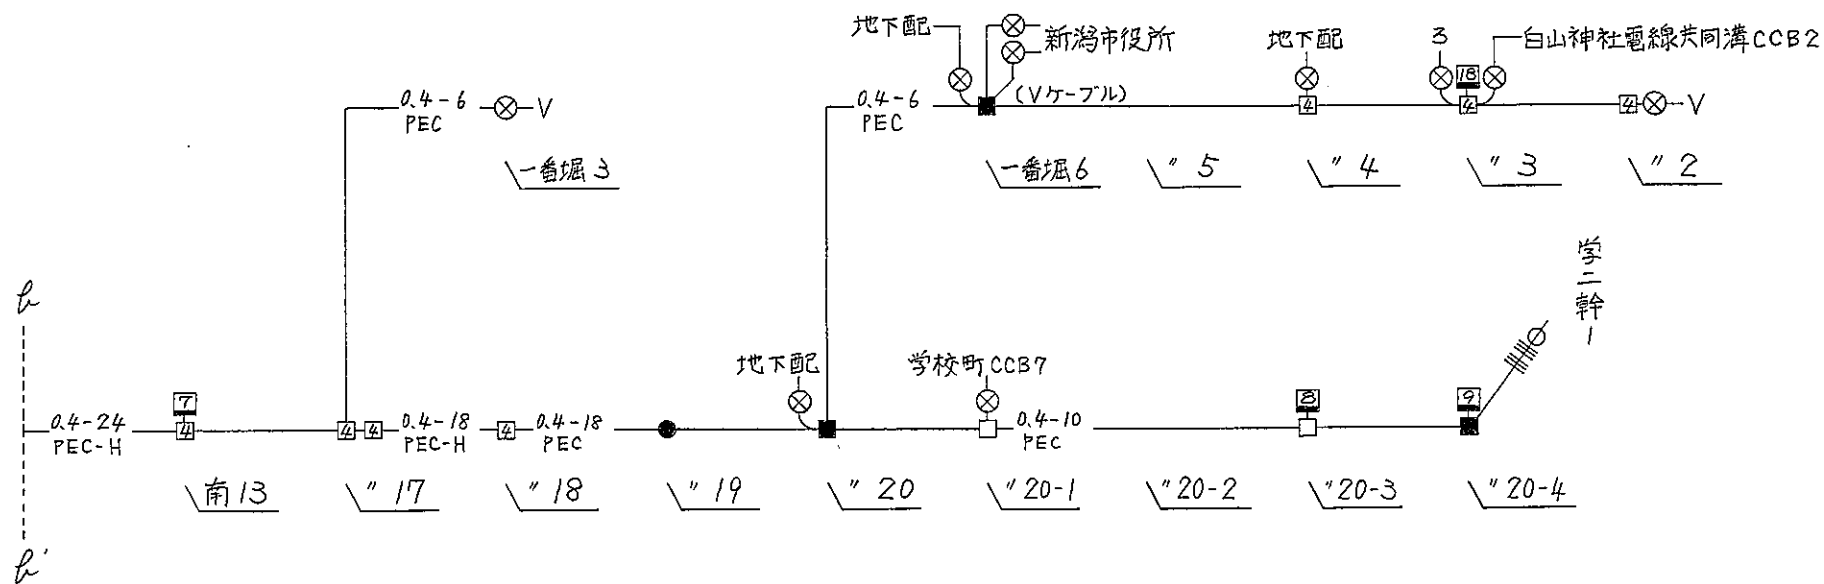 地下配
新潟市役所
地下配
3
白山神社電線共同溝CCB2
18
0.4-6
PEC
V
0.4-6
PEC
(Vケーブル)
4
4
4
V
一番堀3
一番堀6
〃5
〃4
〃3
〃2
学二幹1
b
地下配
学校町CCB7
7
8
9
0.4-24
PEC-H
4
4
4
0.4-18
PEC-H
4
0.4-18
PEC
0.4-10
PEC
南13
〃17
〃18
〃19
〃20
〃20-1
〃20-2
〃20-3
〃20-4
b'